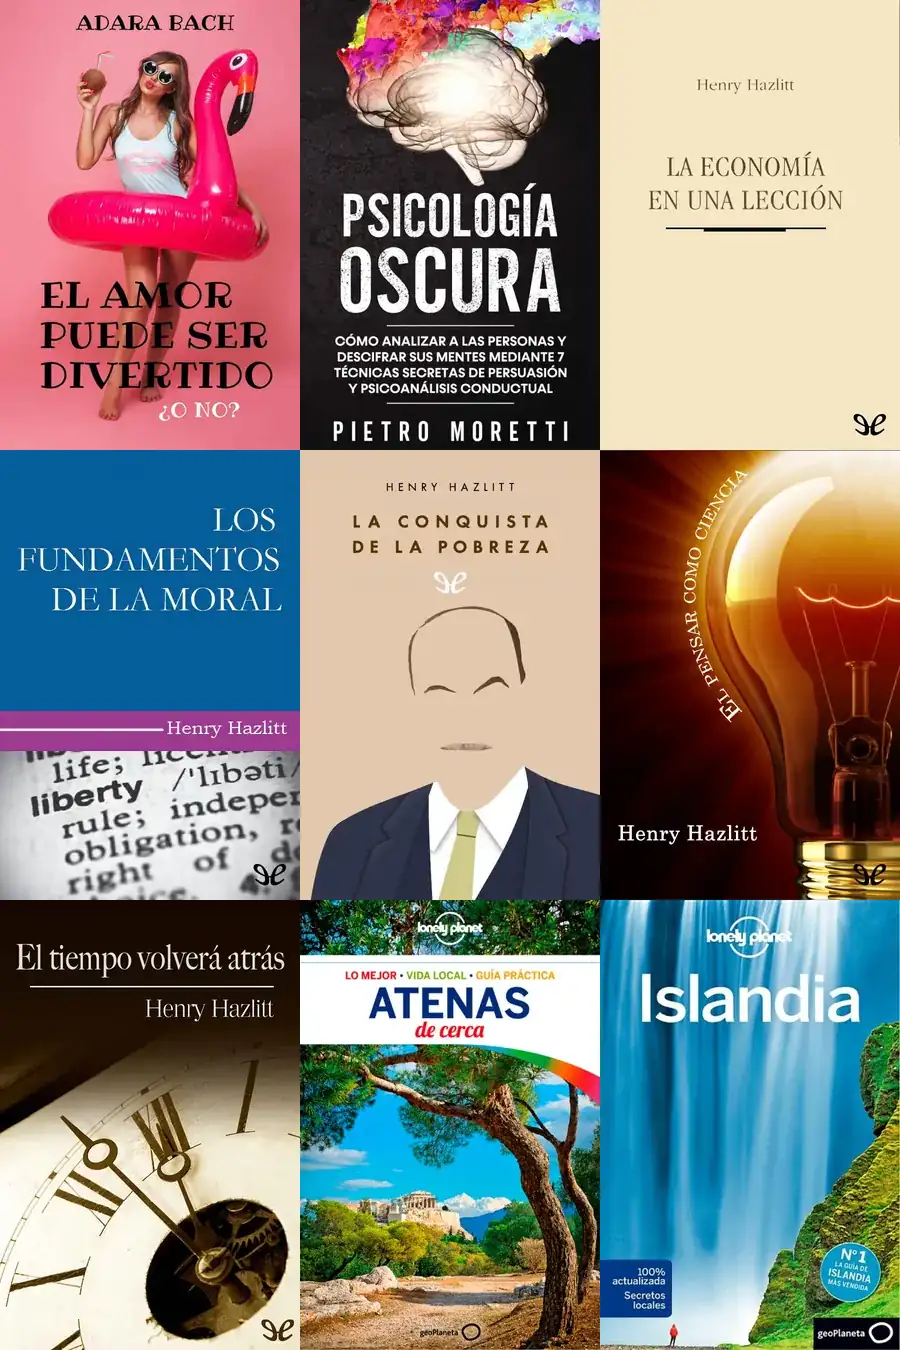 ADARA BACH
EL AMOR
PUEDE SER
DIVERTIDO
¿O NO?
PSICOLOGÍA
OSCURA
CÓMO ANALIZAR A LAS PERSONAS Y
DESCIFRAR SUS MENTES MEDIANTE 7
TÉCNICAS SECRETAS DE PERSUASIÓN
Y PSICOANÁLISIS CONDUCTUAL
PIETRO MORETTI
Henry Hazlitt
LA ECONOMÍA
EN UNA LECCIÓN
LOS
FUNDAMENTOS
DE LA MORAL
Henry Hazlitt
life;
liberty /'lıbəti/
rule; indepen
obligation,
right of
HENRY HAZLITT
LA CONQUISTA
DE LA POBREZA
EL PENSAR COMO CIENCIA
Henry Hazlitt
El tiempo volverá atrás
Henry Hazlitt
lonely planet
LO MEJOR • VIDA LOCAL • GUÍA PRÁCTICA
ATENAS
de cerca
geoPlaneta
lonely planet
Islandia
Nº 1
LA GUÍA DE
ISLANDIA
MÁS VENDIDA
100%
actualizada
Secretos
locales
geoPlaneta